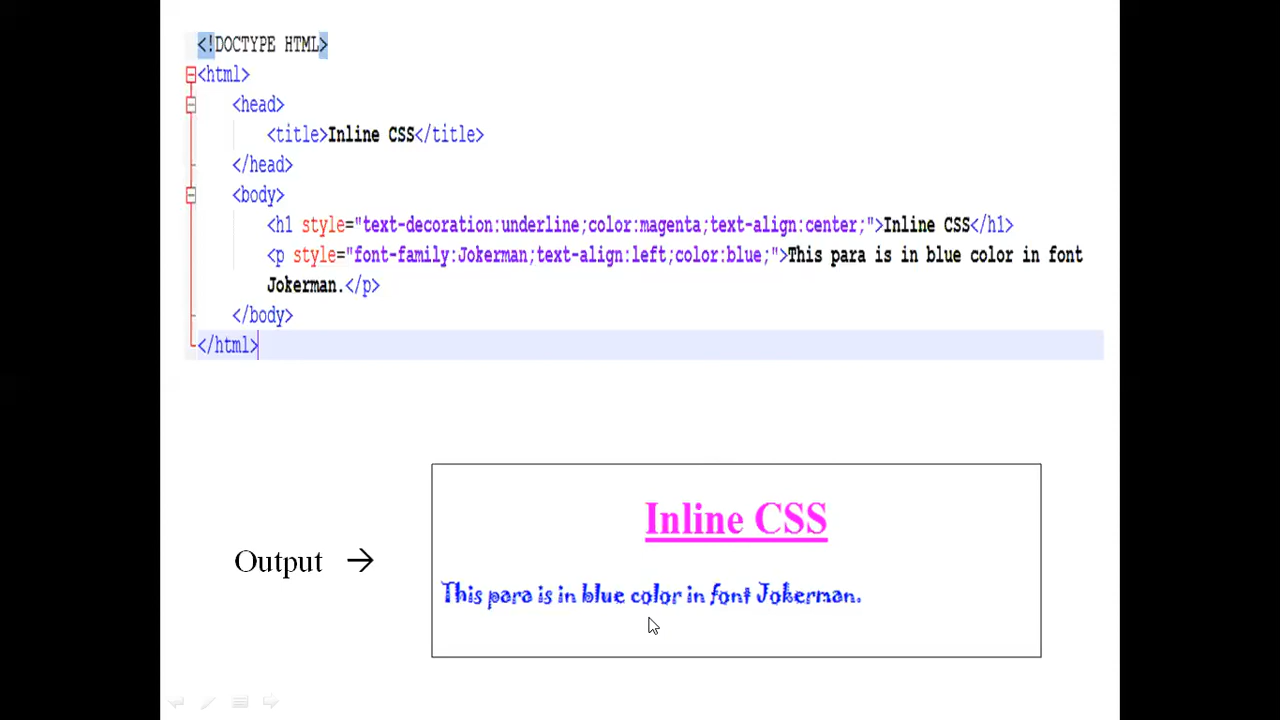 <!DOCTYPE HTML>
<html>
<head>
<title>Inline CSS</title>
</head>
<body>
<h1 style="text-decoration:underline;color:magenta;text-align:center;">Inline CSS</h1>
<p style="font-family:Jokerman;text-align:left;color:blue;">This para is in blue color in font
Jokerman.</p>
</body>
</html>
Inline CSS
Output →
This para is in blue color in font Jokerman.